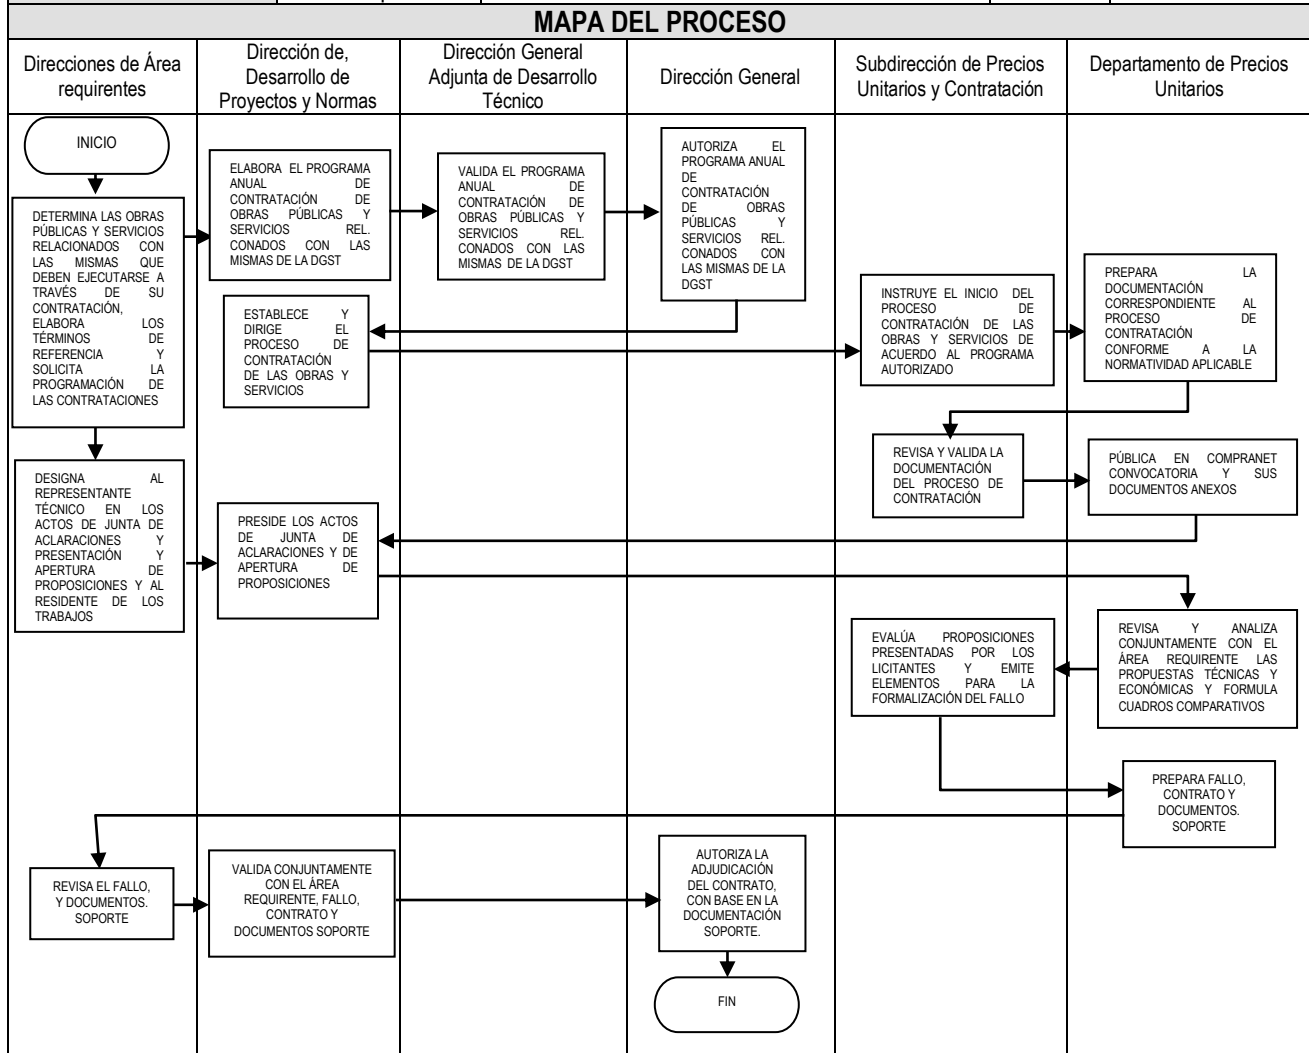 MAPA DEL PROCESO
Direcciones de Área
requirentes
Dirección de,
Desarrollo de
Proyectos y Normas
Dirección General
Adjunta de Desarrollo
Técnico
Dirección General
Subdirección de Precios
Unitarios y Contratación
Departamento de Precios
Unitarios
INICIO
DETERMINA LAS OBRAS
PÚBLICAS Y SERVICIOS
RELACIONADOS CON
LAS MISMAS QUE
DEBEN EJECUTARSE A
TRAVÉS DE SU
CONTRATACIÓN,
ELABORA LOS
TÉRMINOS DE
REFERENCIA Y
SOLICITA LA
PROGRAMACIÓN DE
LAS CONTRATACIONES
ELABORA EL PROGRAMA
ANUAL DE
CONTRATACIÓN DE
OBRAS PÚBLICAS Y
SERVICIOS REL.
CONADOS CON LAS
MISMAS DE LA DGST
VALIDA EL PROGRAMA
ANUAL DE
CONTRATACIÓN DE
OBRAS PÚBLICAS Y
SERVICIOS REL.
CONADOS CON LAS
MISMAS DE LA DGST
AUTORIZA EL
PROGRAMA ANUAL
DE
CONTRATACIÓN
DE OBRAS
PÚBLICAS Y
SERVICIOS REL.
CONADOS CON
LAS MISMAS DE LA
DGST
ESTABLECE Y
DIRIGE EL
PROCESO DE
CONTRATACIÓN
DE LAS OBRAS Y
SERVICIOS
INSTRUYE EL INICIO DEL
PROCESO DE
CONTRATACIÓN DE LAS
OBRAS Y SERVICIOS DE
ACUERDO AL PROGRAMA
AUTORIZADO
PREPARA LA
DOCUMENTACIÓN
CORRESPONDIENTE AL
PROCESO DE
CONTRATACIÓN
CONFORME A LA
NORMATIVIDAD APLICABLE
REVISA Y VALIDA LA
DOCUMENTACIÓN
DEL PROCESO DE
CONTRATACIÓN
PÚBLICA EN COMPRANET
CONVOCATORIA Y SUS
DOCUMENTOS ANEXOS
DESIGNA AL
REPRESENTANTE
TÉCNICO EN LOS
ACTOS DE JUNTA DE
ACLARACIONES Y
PRESENTACIÓN Y
APERTURA DE
PROPOSICIONES Y AL
RESIDENTE DE LOS
TRABAJOS
PRESIDE LOS ACTOS
DE JUNTA DE
ACLARACIONES Y DE
APERTURA DE
PROPOSICIONES
REVISA Y ANALIZA
CONJUNTAMENTE CON EL
ÁREA REQUIRENTE LAS
PROPUESTAS TÉCNICAS Y
ECONÓMICAS Y FORMULA
CUADROS COMPARATIVOS
EVALÚA PROPOSICIONES
PRESENTADAS POR LOS
LICITANTES Y EMITE
ELEMENTOS PARA LA
FORMALIZACIÓN DEL FALLO
PREPARA FALLO,
CONTRATO Y
DOCUMENTOS.
SOPORTE
REVISA EL FALLO,
Y DOCUMENTOS.
SOPORTE
VALIDA CONJUNTAMENTE
CON EL ÁREA
REQUIRENTE, FALLO,
CONTRATO Y
DOCUMENTOS SOPORTE
AUTORIZA LA
ADJUDICACIÓN
DEL CONTRATO,
CON BASE EN LA
DOCUMENTACIÓN
SOPORTE.
FIN